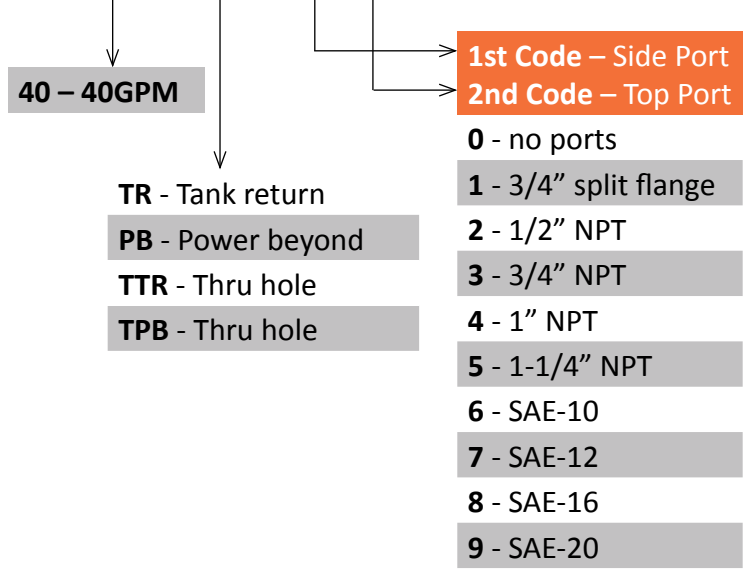 1st Code – Side Port
2nd Code – Top Port
40 – 40GPM
0 - no ports
1 - 3/4” split flange
2 - 1/2” NPT
3 - 3/4” NPT
4 - 1” NPT
5 - 1-1/4” NPT
6 - SAE-10
7 - SAE-12
8 - SAE-16
9 - SAE-20
TR - Tank return
PB - Power beyond
TTR - Thru hole
TPB - Thru hole